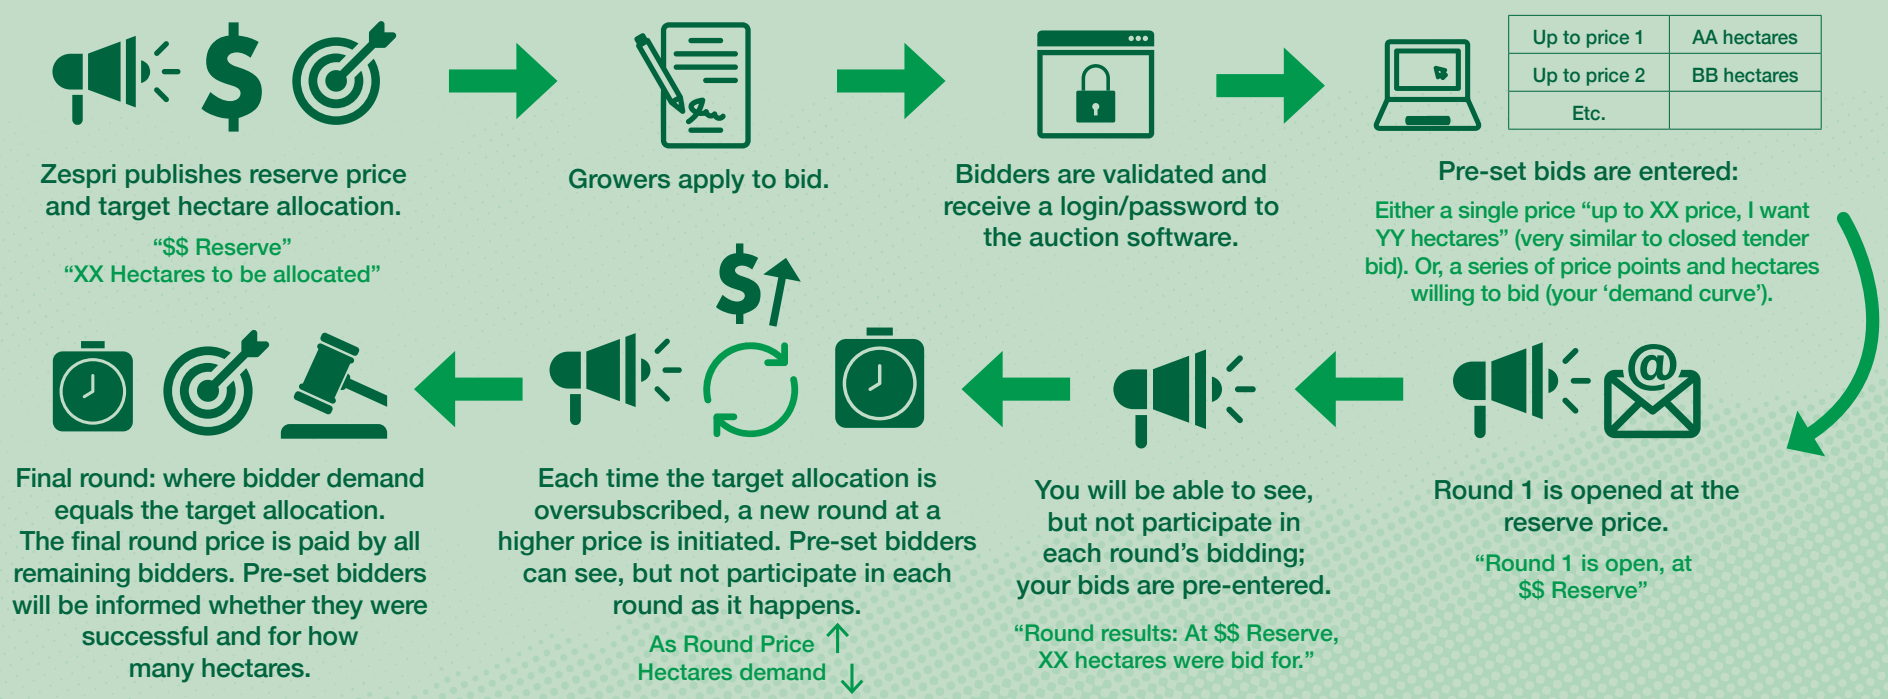 Zespri publishes reserve price
and target hectare allocation.
“$$ Reserve”
“XX Hectares to be allocated”
Growers apply to bid.
Bidders are validated and
receive a login/password to
the auction software.
Up to price 1 AA hectares
Up to price 2 BB hectares
Etc.
Pre-set bids are entered:
Either a single price “up to XX price, I want
YY hectares” (very similar to closed tender
bid). Or, a series of price points and hectares
willing to bid (your ‘demand curve’).
Round 1 is opened at the
reserve price.
“Round 1 is open, at
$$ Reserve”
You will be able to see,
but not participate in
each round’s bidding;
your bids are pre-entered.
“Round results: At $$ Reserve,
XX hectares were bid for.”
Each time the target allocation is
oversubscribed, a new round at a
higher price is initiated. Pre-set bidders
can see, but not participate in each
round as it happens.
As Round Price ↑
Hectares demand ↓
Final round: where bidder demand
equals the target allocation.
The final round price is paid by all
remaining bidders. Pre-set bidders
will be informed whether they were
successful and for how
many hectares.